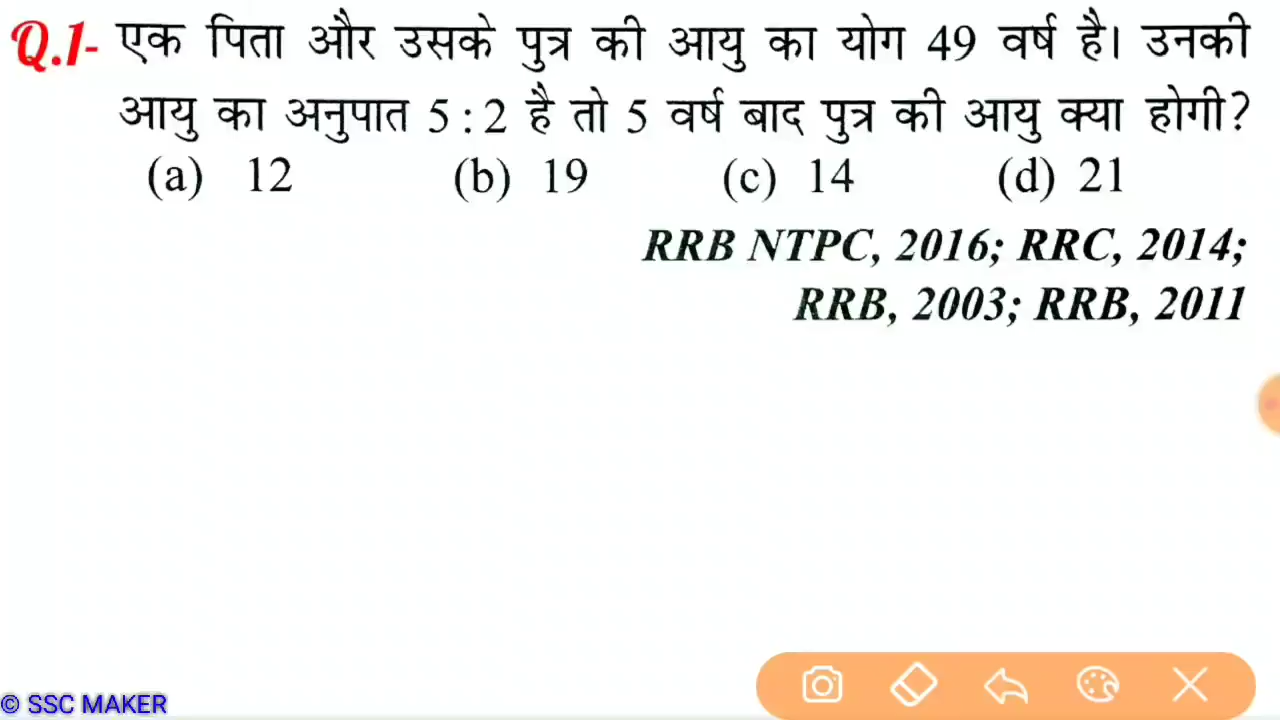 Q.1- एक पिता और उसके पुत्र की आयु का योग 49 वर्ष है। उनकी
आयु का अनुपात 5 : 2 है तो 5 वर्ष बाद पुत्र की आयु क्या होगी?
(a) 12 (b) 19 (c) 14 (d) 21
RRB NTPC, 2016; RRC, 2014;
RRB, 2003; RRB, 2011
© SSC MAKER